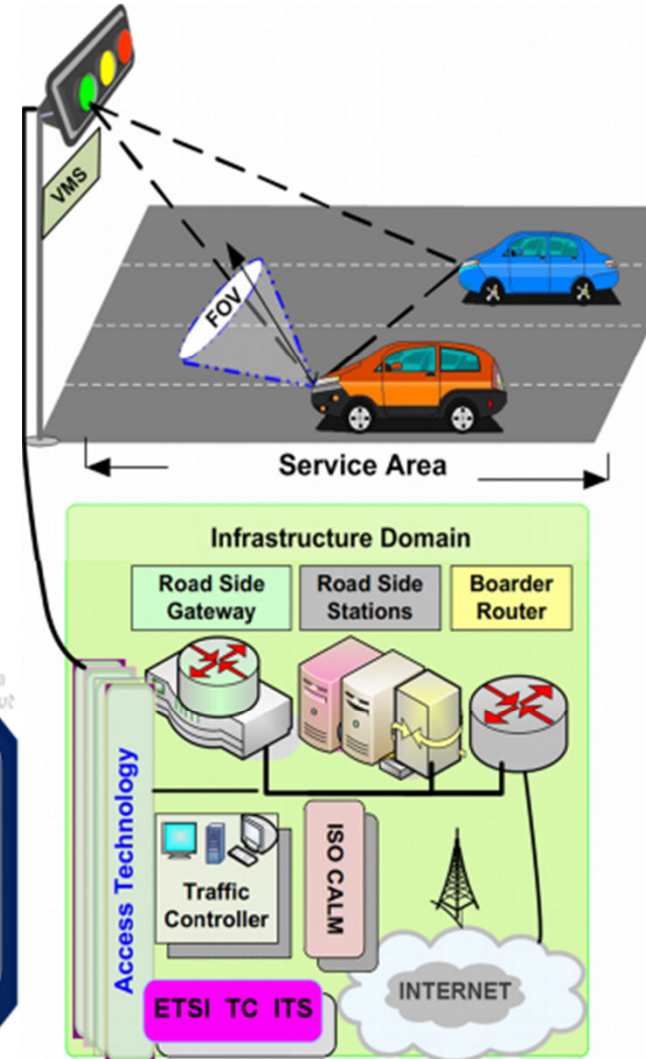 VMS
FOV
Service Area
Infrastructure Domain
Road Side
Gateway
Road Side
Stations
Boarder
Router
Access Technology
Traffic
Controller
ISO CALM
INTERNET
ETSI TC ITS